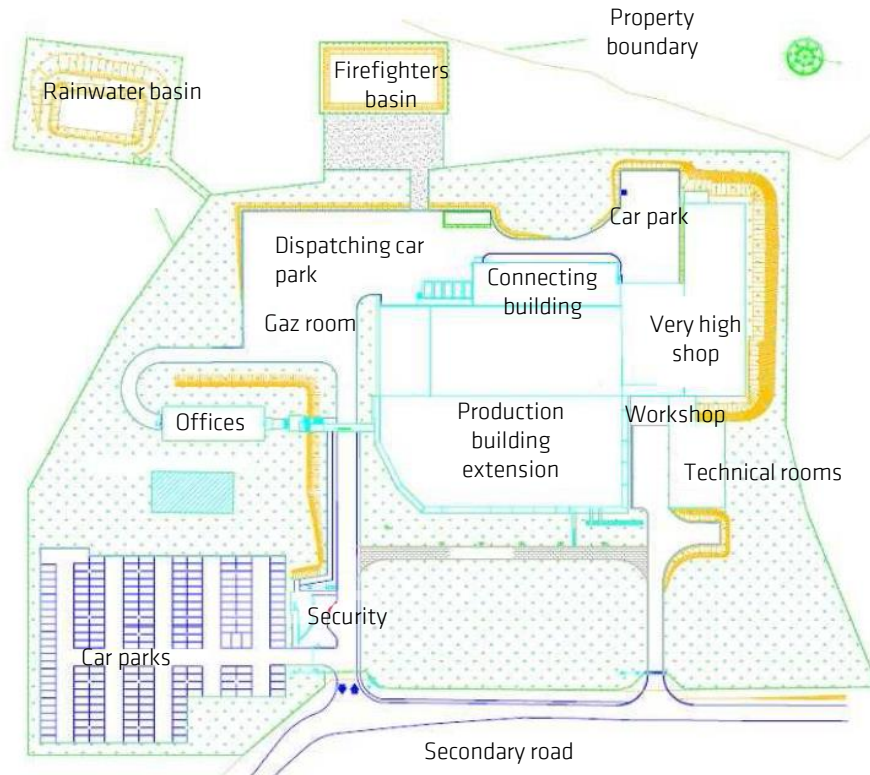 Property
boundary
Rainwater basin
Firefighters
basin
Car park
Dispatching car
park
Connecting
building
Gaz room
Very high
shop
Offices
Production
building
extension
Workshop
Technical rooms
Security
Car parks
Secondary road